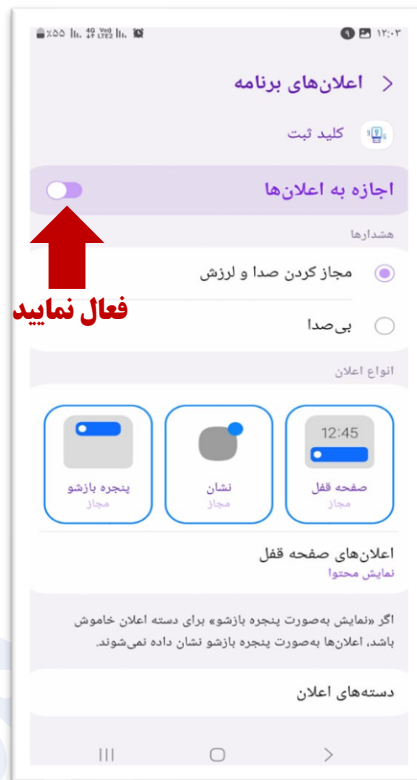 ۱۲:۰۳ ۹ ٪۵۵
اعلان‌های برنامه
کلید ثبت
اجازه به اعلان‌ها
هشدارها
فعال نمایید
مجاز کردن صدا و لرزش
بی‌صدا
انواع اعلان
12:45
صفحه قفل نشان پنجره بازشو
مجاز مجاز مجاز
اعلان‌های صفحه قفل
نمایش محتوا
اگر «نمایش به‌صورت پنجره بازشو» برای دسته اعلان خاموش
باشد، اعلان‌ها به‌صورت پنجره بازشو نشان داده نمی‌شوند.
دسته‌های اعلان